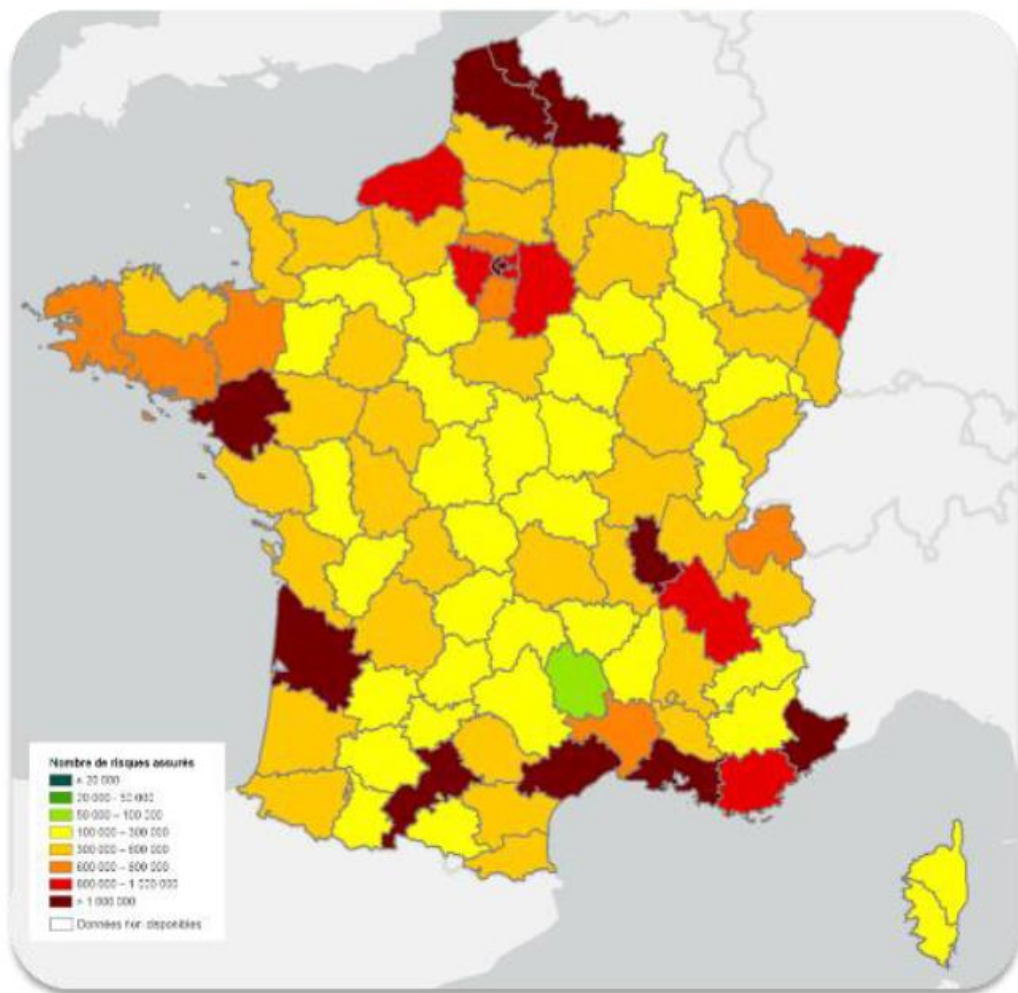 Nombre de risques assurés
< 20 000
20 000 – 50 000
50 000 – 100 000
100 000 – 300 000
300 000 – 600 000
600 000 – 800 000
800 000 – 1 000 000
> 1 000 000
Données non disponibles